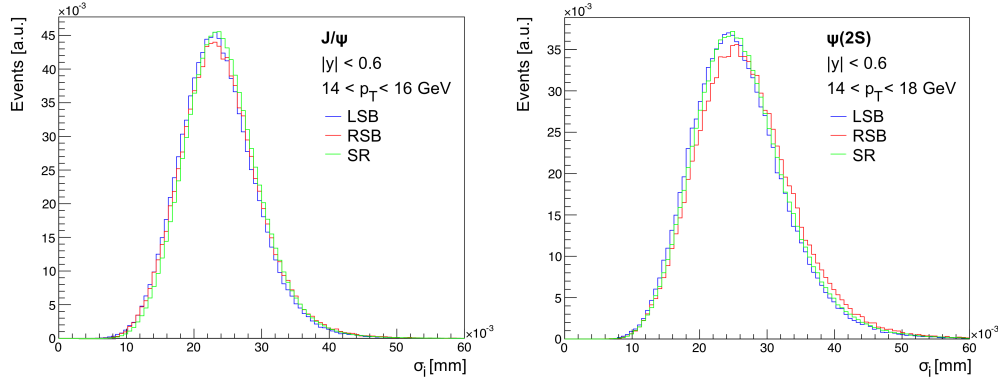 ×10⁻³
Events [a.u.]
45
40
35
30
25
20
15
10
5
0
0 10 20 30 40 50 60
×10⁻³
σᵢ [mm]
J/ψ
|y| < 0.6
14 < p_T < 16 GeV
LSB
RSB
SR
×10⁻³
Events [a.u.]
35
30
25
20
15
10
5
0
0 10 20 30 40 50 60
×10⁻³
σᵢ [mm]
ψ(2S)
|y| < 0.6
14 < p_T < 18 GeV
LSB
RSB
SR